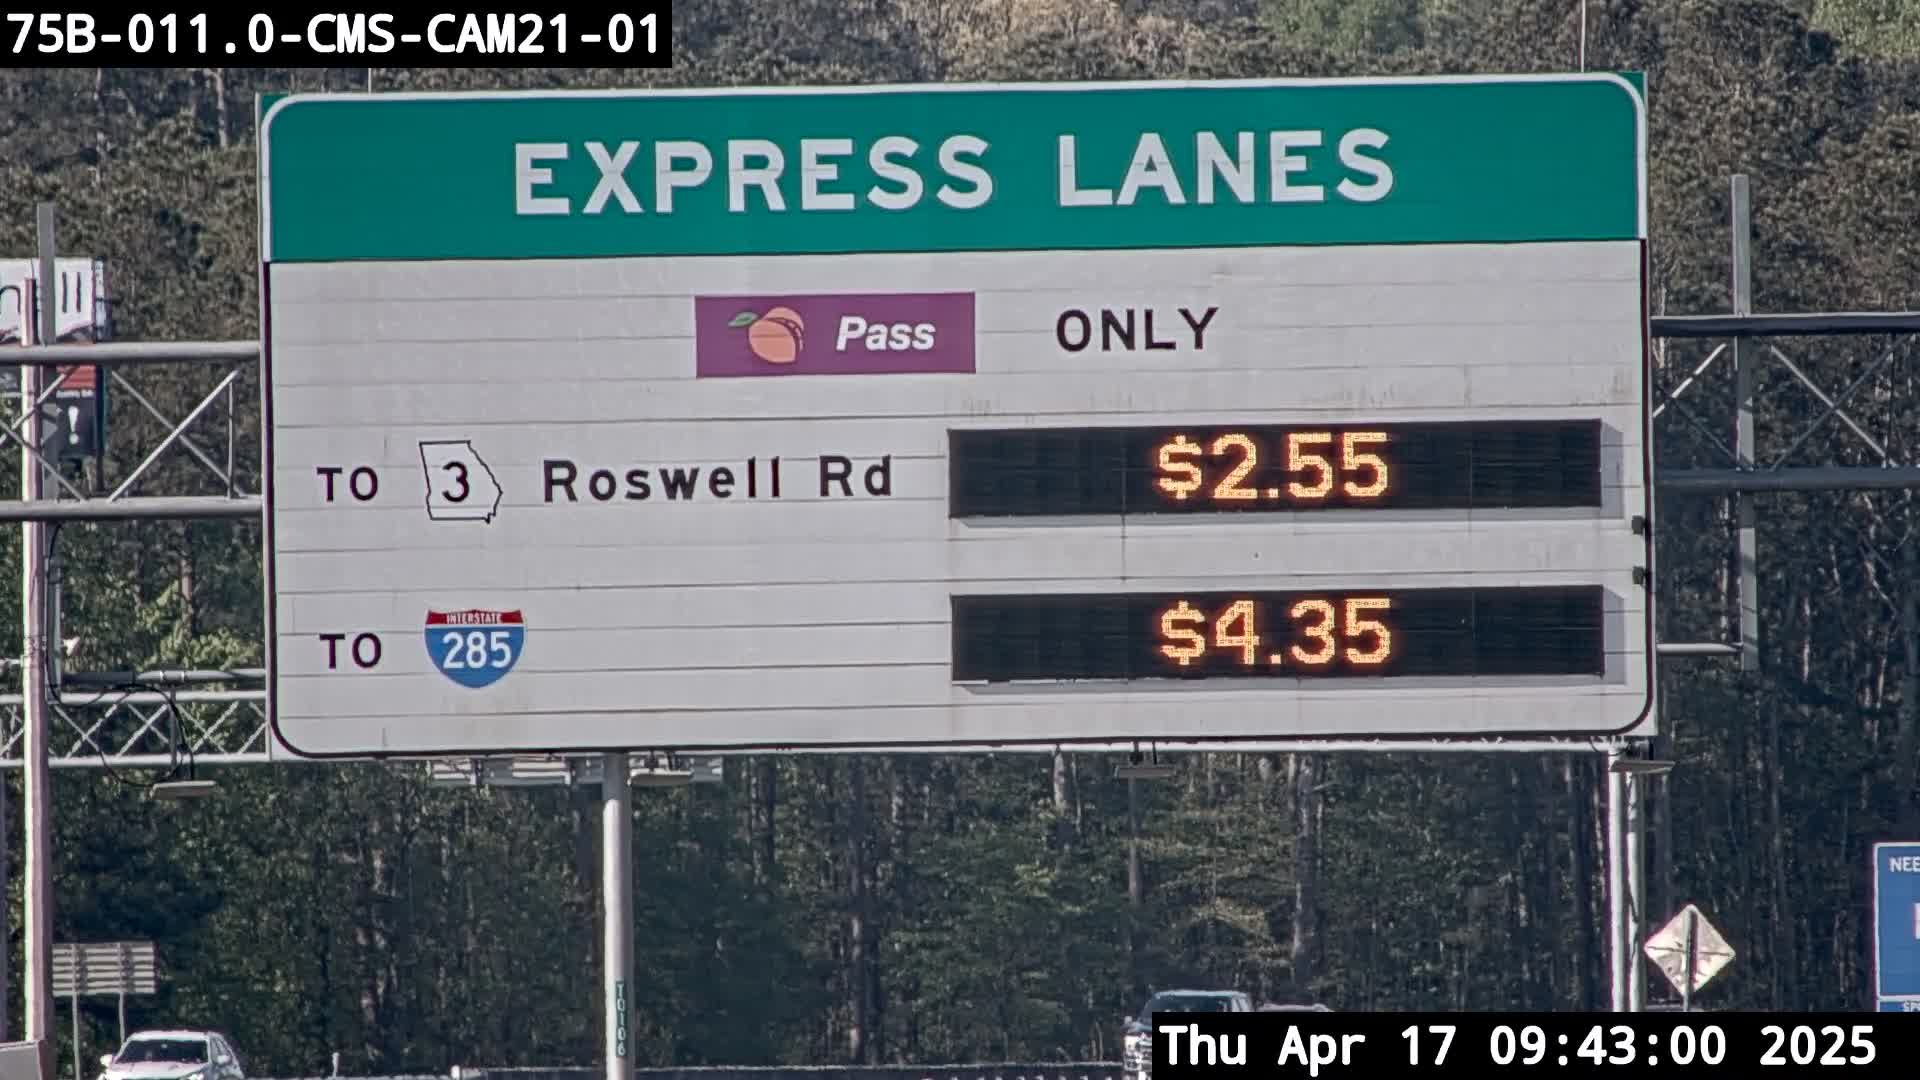 75B-011.0-CMS-CAM21-01
EXPRESS LANES
Pass ONLY
TO 3 Roswell Rd $2.55
TO INTERSTATE 285 $4.35
NEE
Thu Apr 17 09:43:00 2025